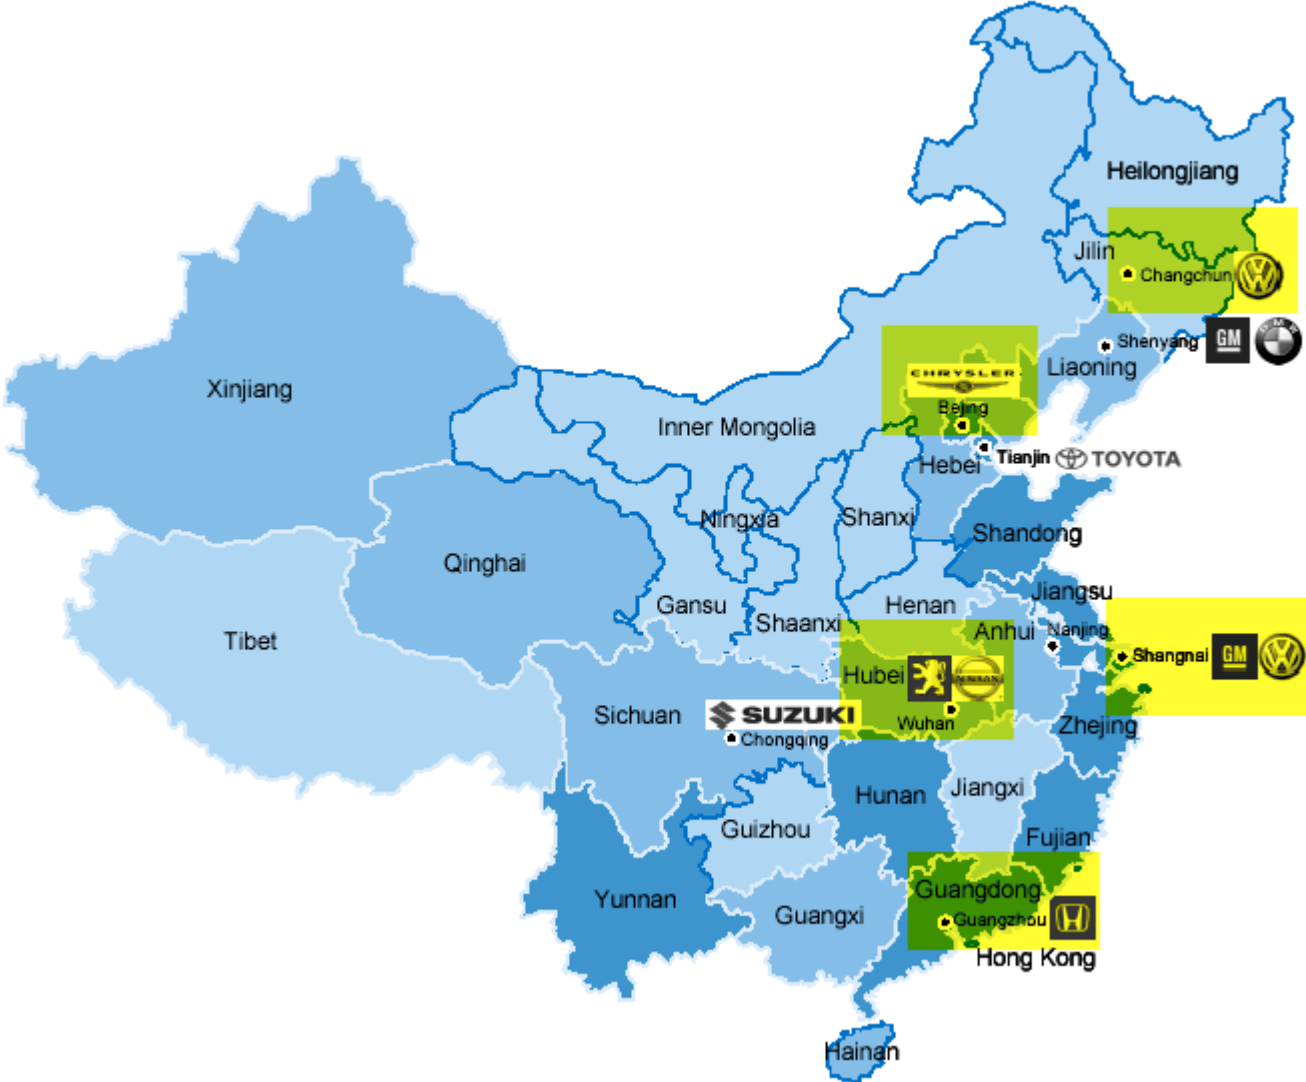 Heilongjiang
Jilin
Changchun
Shenyang GM BMW
Liaoning
CHRYSLER
Bejing
Xinjiang
Inner Mongolia
Hebei
Tianjin TOYOTA
Ningxia
Shanxi
Shandong
Qinghai
Gansu
Shaanxi
Henan
Jiangsu
Tibet
Anhui
Nanjing
Shangnai GM
Hubei NISSAN
Wuhan
Sichuan
SUZUKI
Chongqing
Zhejing
Hunan
Jiangxi
Guizhou
Fujian
Yunnan
Guangxi
Guangdong
Guangzhou
Hong Kong
Hainan